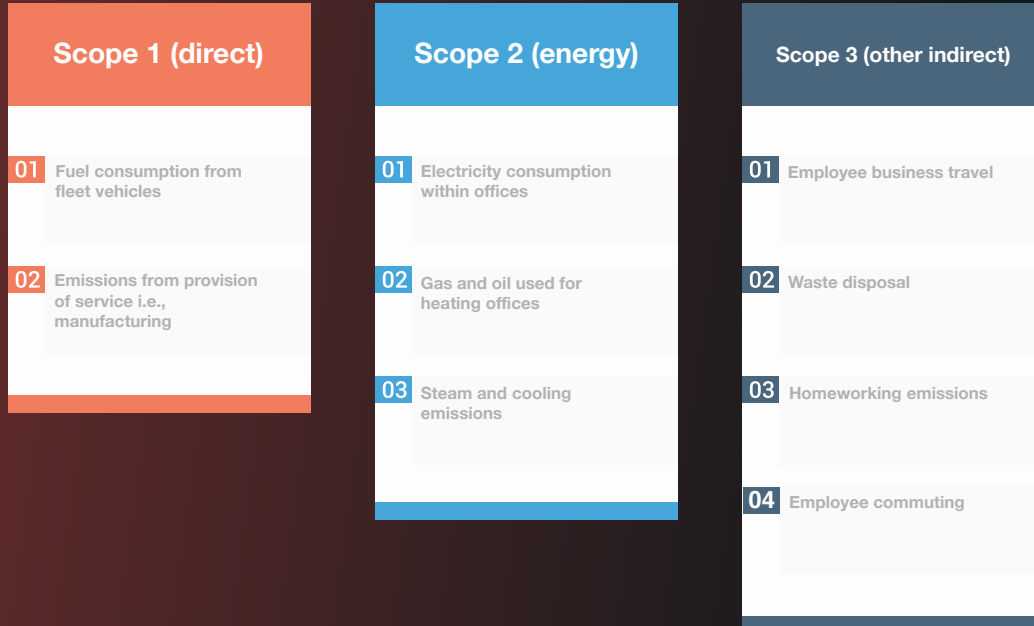 Scope 1 (direct)
01
Fuel consumption from
fleet vehicles
02
Emissions from provision
of service i.e.,
manufacturing
Scope 2 (energy)
01
Electricity consumption
within offices
02
Gas and oil used for
heating offices
03
Steam and cooling
emissions
Scope 3 (other indirect)
01
Employee business travel
02
Waste disposal
03
Homeworking emissions
04
Employee commuting